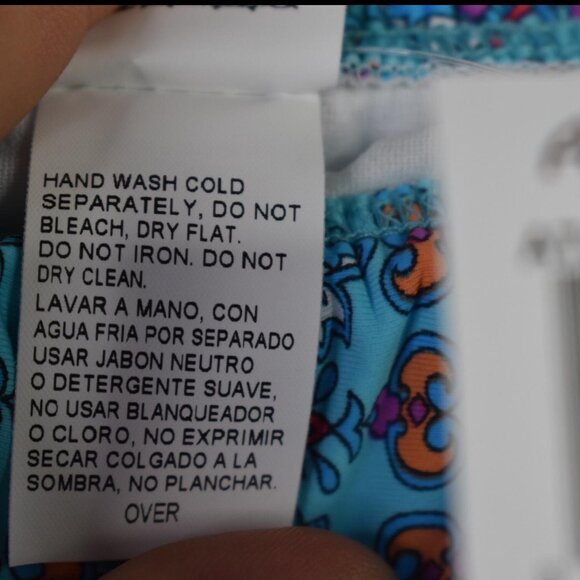 HAND WASH COLD
SEPARATELY, DO NOT
BLEACH, DRY FLAT.
DO NOT IRON. DO NOT
DRY CLEAN.
LAVAR A MANO, CON
AGUA FRIA POR SEPARADO
USAR JABON NEUTRO
O DETERGENTE SUAVE,
NO USAR BLANQUEADOR
O CLORO, NO EXPRIMIR
SECAR COLGADO A LA
SOMBRA, NO PLANCHAR.
OVER